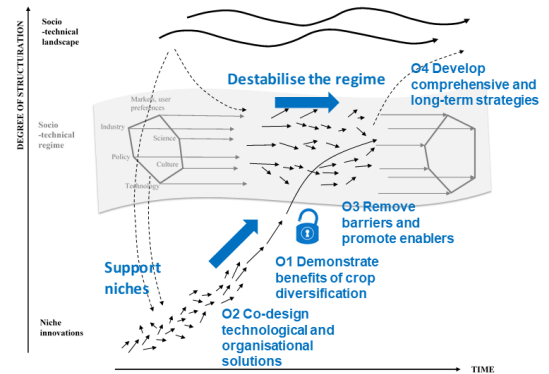 Socio
-technical
landscape
DEGREE OF STRUCTURATION
Destabilise the regime
O4 Develop
comprehensive and
long-term strategies
Markets, user
preferences
Socio
-technical
regime
Industry
Science
Policy
Culture
Technology
O3 Remove
barriers and
promote enablers
Support
niches
O1 Demonstrate
benefits of crop
diversification
O2 Co-design
technological and
organisational
solutions
Niche
innovations
TIME